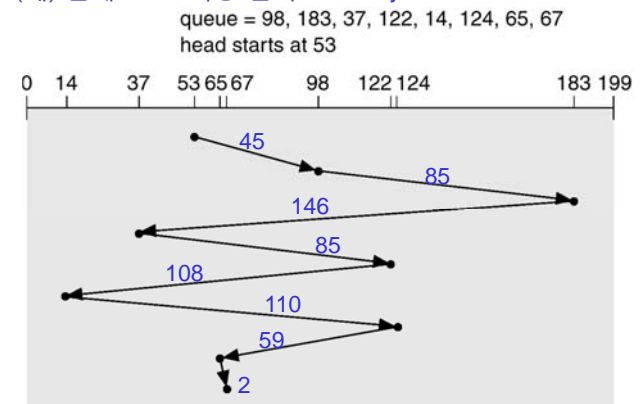 queue = 98, 183, 37, 122, 14, 124, 65, 67
head starts at 53
0 14 37 53 65 67 98 122 124 183 199
45
85
146
85
108
110
59
2